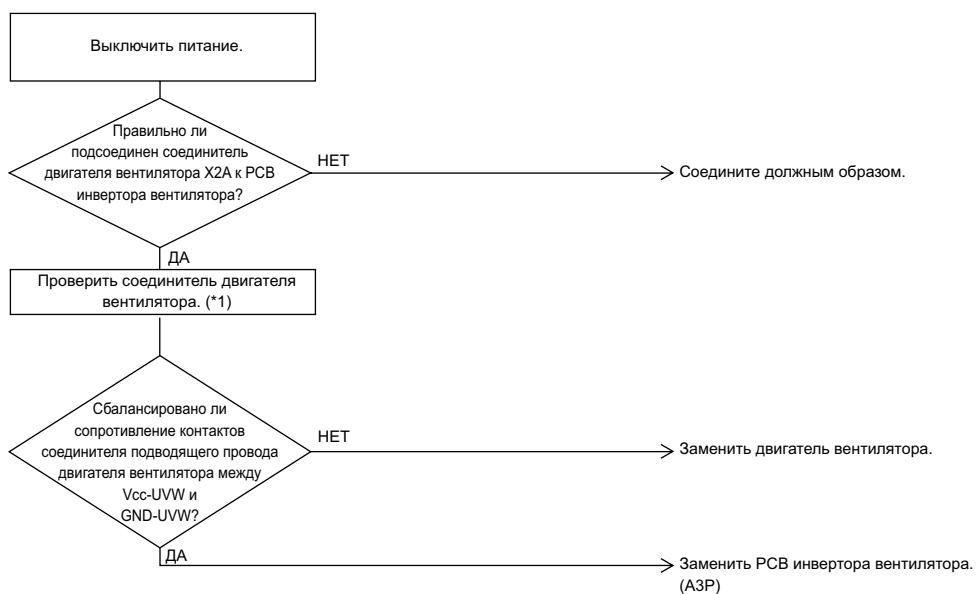 Выключить питание.
Правильно ли
подсоединен соединитель
двигателя вентилятора X2A к PCB
инвертора вентилятора?
НЕТ
Соедините должным образом.
ДА
Проверить соединитель двигателя
вентилятора. (*1)
Сбалансировано ли
сопротивление контактов
соединителя подводящего провода
двигателя вентилятора между
Vcc-UVW и
GND-UVW?
НЕТ
Заменить двигатель вентилятора.
ДА
Заменить PCB инвертора вентилятора.
(A3P)